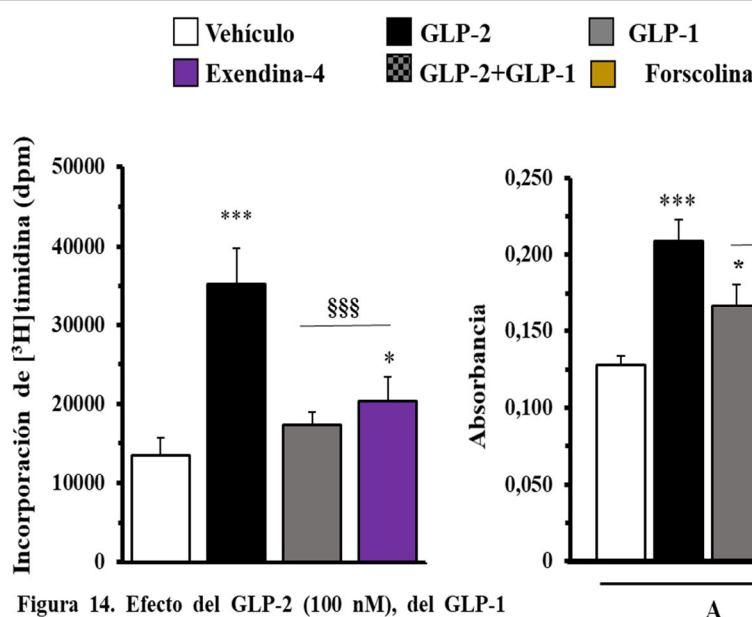 Vehículo GLP-2 GLP-1
Exendina-4 GLP-2+GLP-1 Forscolina
Incorporación de [³H]timidina (dpm)
50000
40000
30000
20000
10000
0
***
§§§
*
Absorbancia
0,250
0,200
0,150
0,100
0,050
0
***
*
A
Figura 14. Efecto del GLP-2 (100 nM), del GLP-1